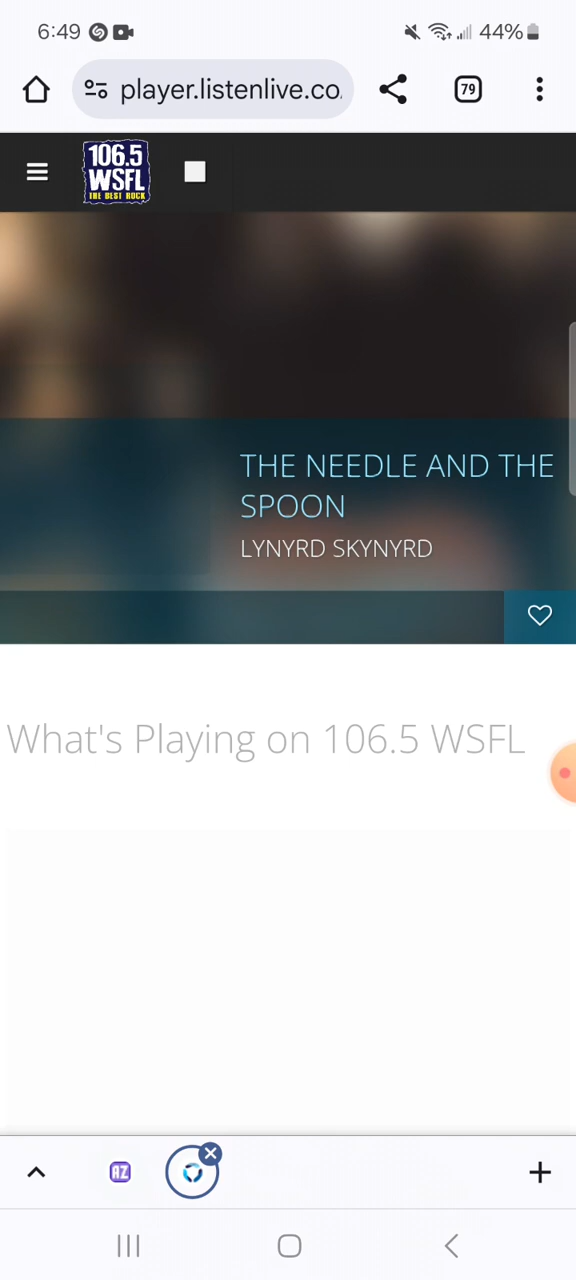 6:49
44%
player.listenlive.co
79
106.5
WSFL
THE BEST ROCK
THE NEEDLE AND THE
SPOON
LYNYRD SKYNYRD
What's Playing on 106.5 WSFL
AZ